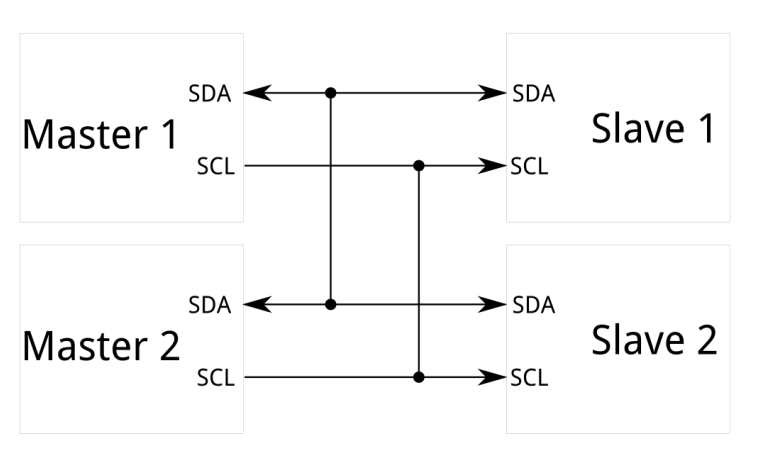 Master 1
SDA
SCL
SDA
SCL
Slave 1
Master 2
SDA
SCL
SDA
SCL
Slave 2